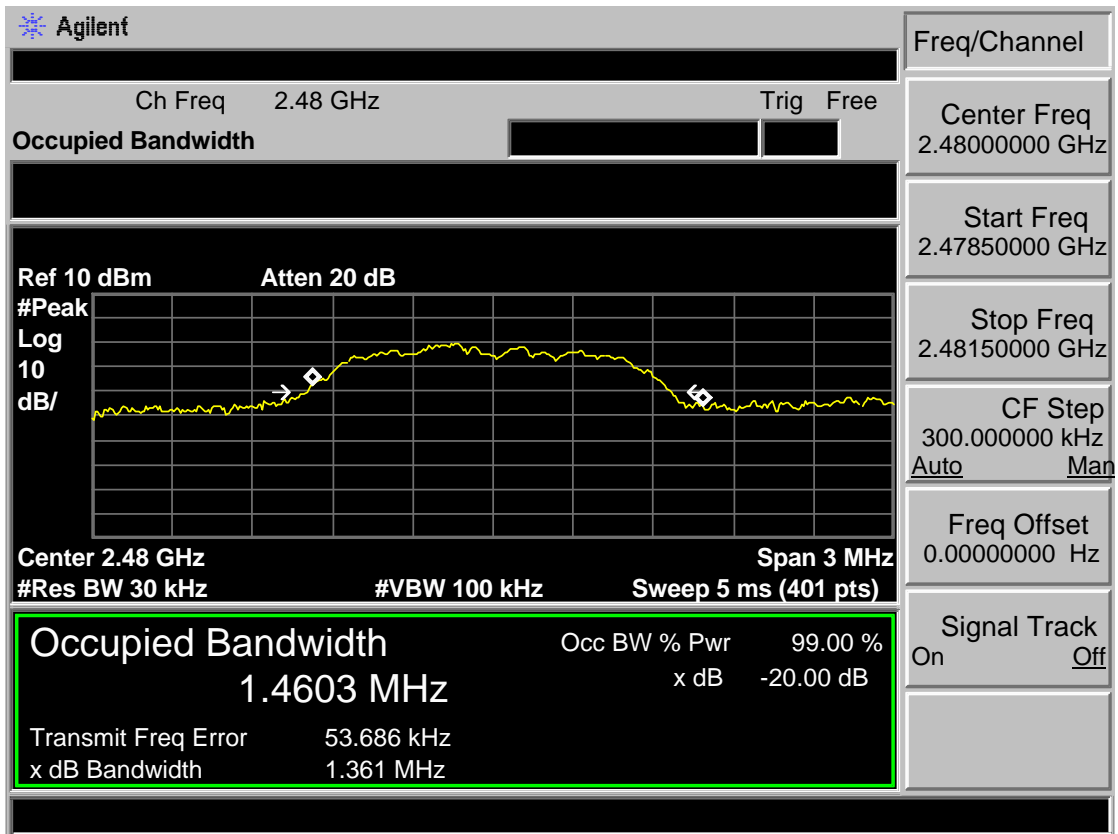 Agilent
Freq/Channel
Ch Freq 2.48 GHz Trig Free
Occupied Bandwidth
Center Freq
2.48000000 GHz
Start Freq
2.47850000 GHz
Stop Freq
2.48150000 GHz
CF Step
300.000000 kHz
Auto Man
Freq Offset
0.00000000 Hz
Signal Track
On Off
Ref 10 dBm Atten 20 dB
#Peak
Log
10
dB/
Center 2.48 GHz Span 3 MHz
#Res BW 30 kHz #VBW 100 kHz Sweep 5 ms (401 pts)
Occupied Bandwidth Occ BW % Pwr 99.00 %
1.4603 MHz x dB -20.00 dB
Transmit Freq Error 53.686 kHz
x dB Bandwidth 1.361 MHz